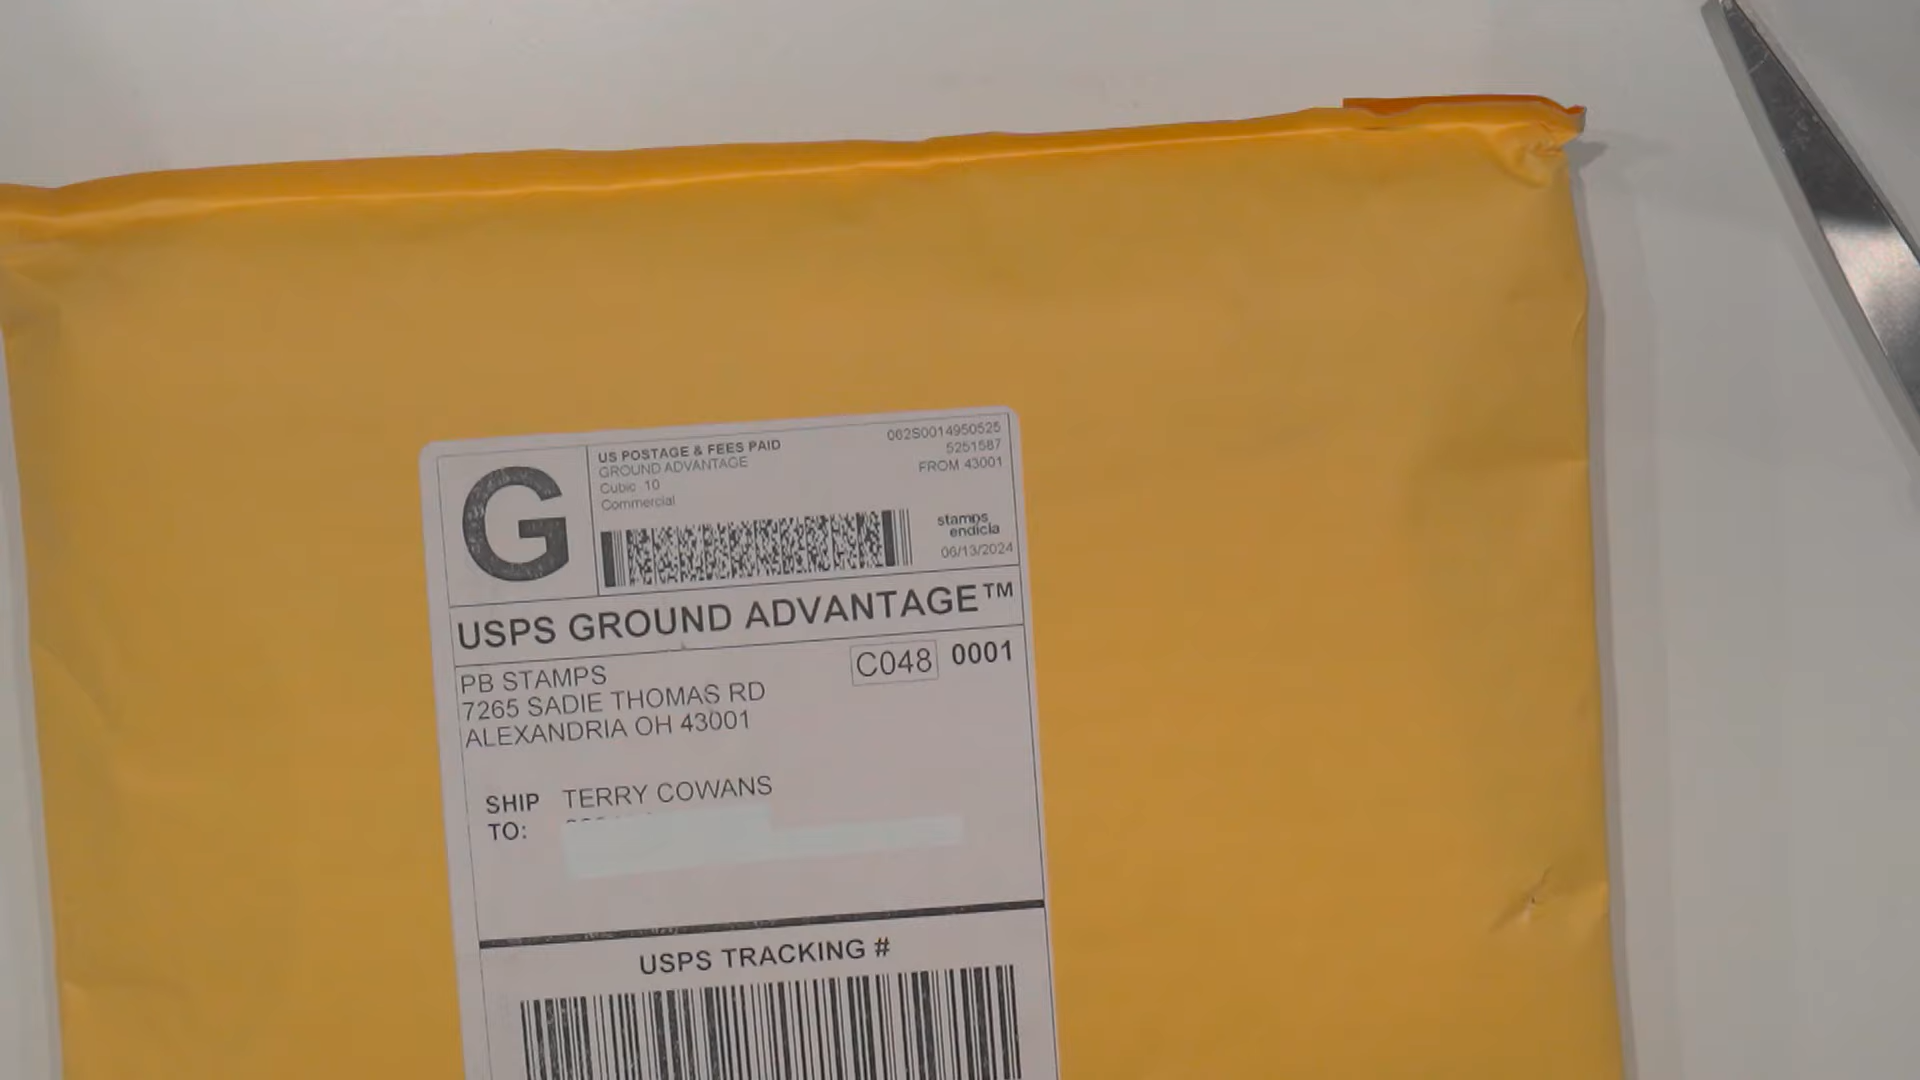 G
US POSTAGE & FEES PAID
GROUND ADVANTAGE
Cubic 10
Commercial
062S0014950525
5251587
FROM 43001
stamps
endicia
06/13/2024
USPS GROUND ADVANTAGE™
PB STAMPS
7265 SADIE THOMAS RD
ALEXANDRIA OH 43001
C048 0001
SHIP TO: TERRY COWANS
USPS TRACKING #